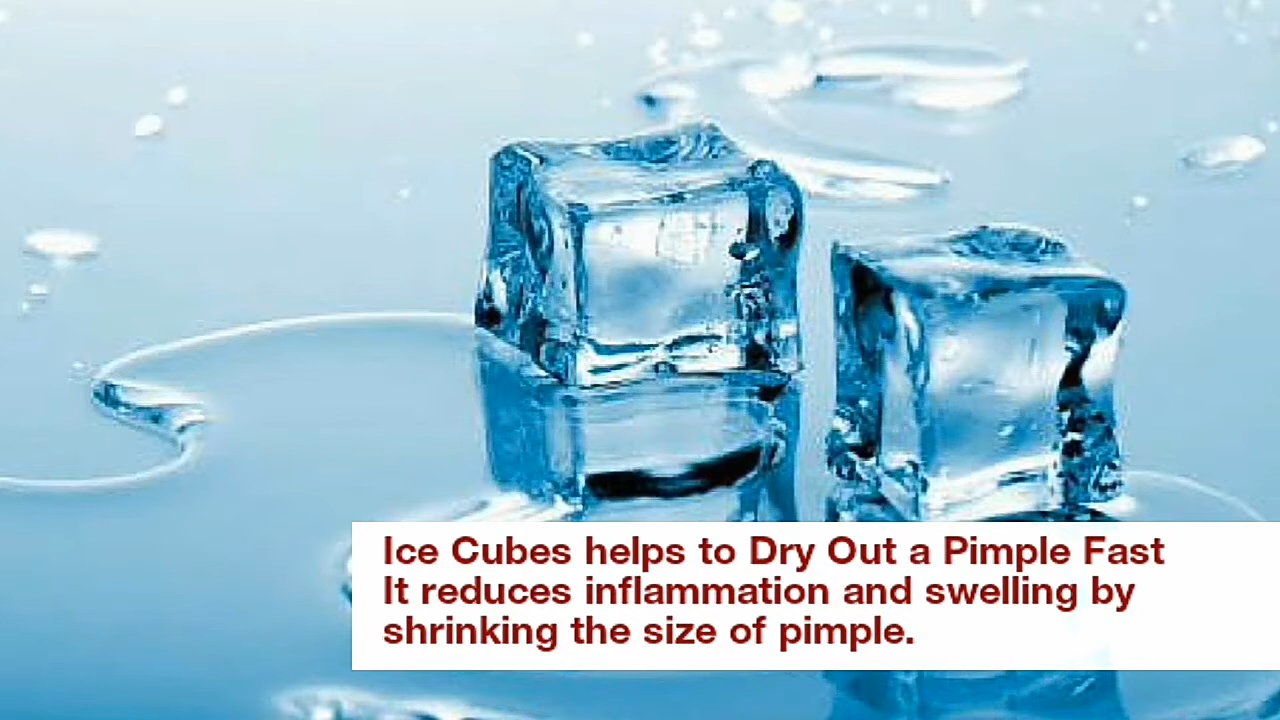 Ice Cubes helps to Dry Out a Pimple Fast
It reduces inflammation and swelling by
shrinking the size of pimple.